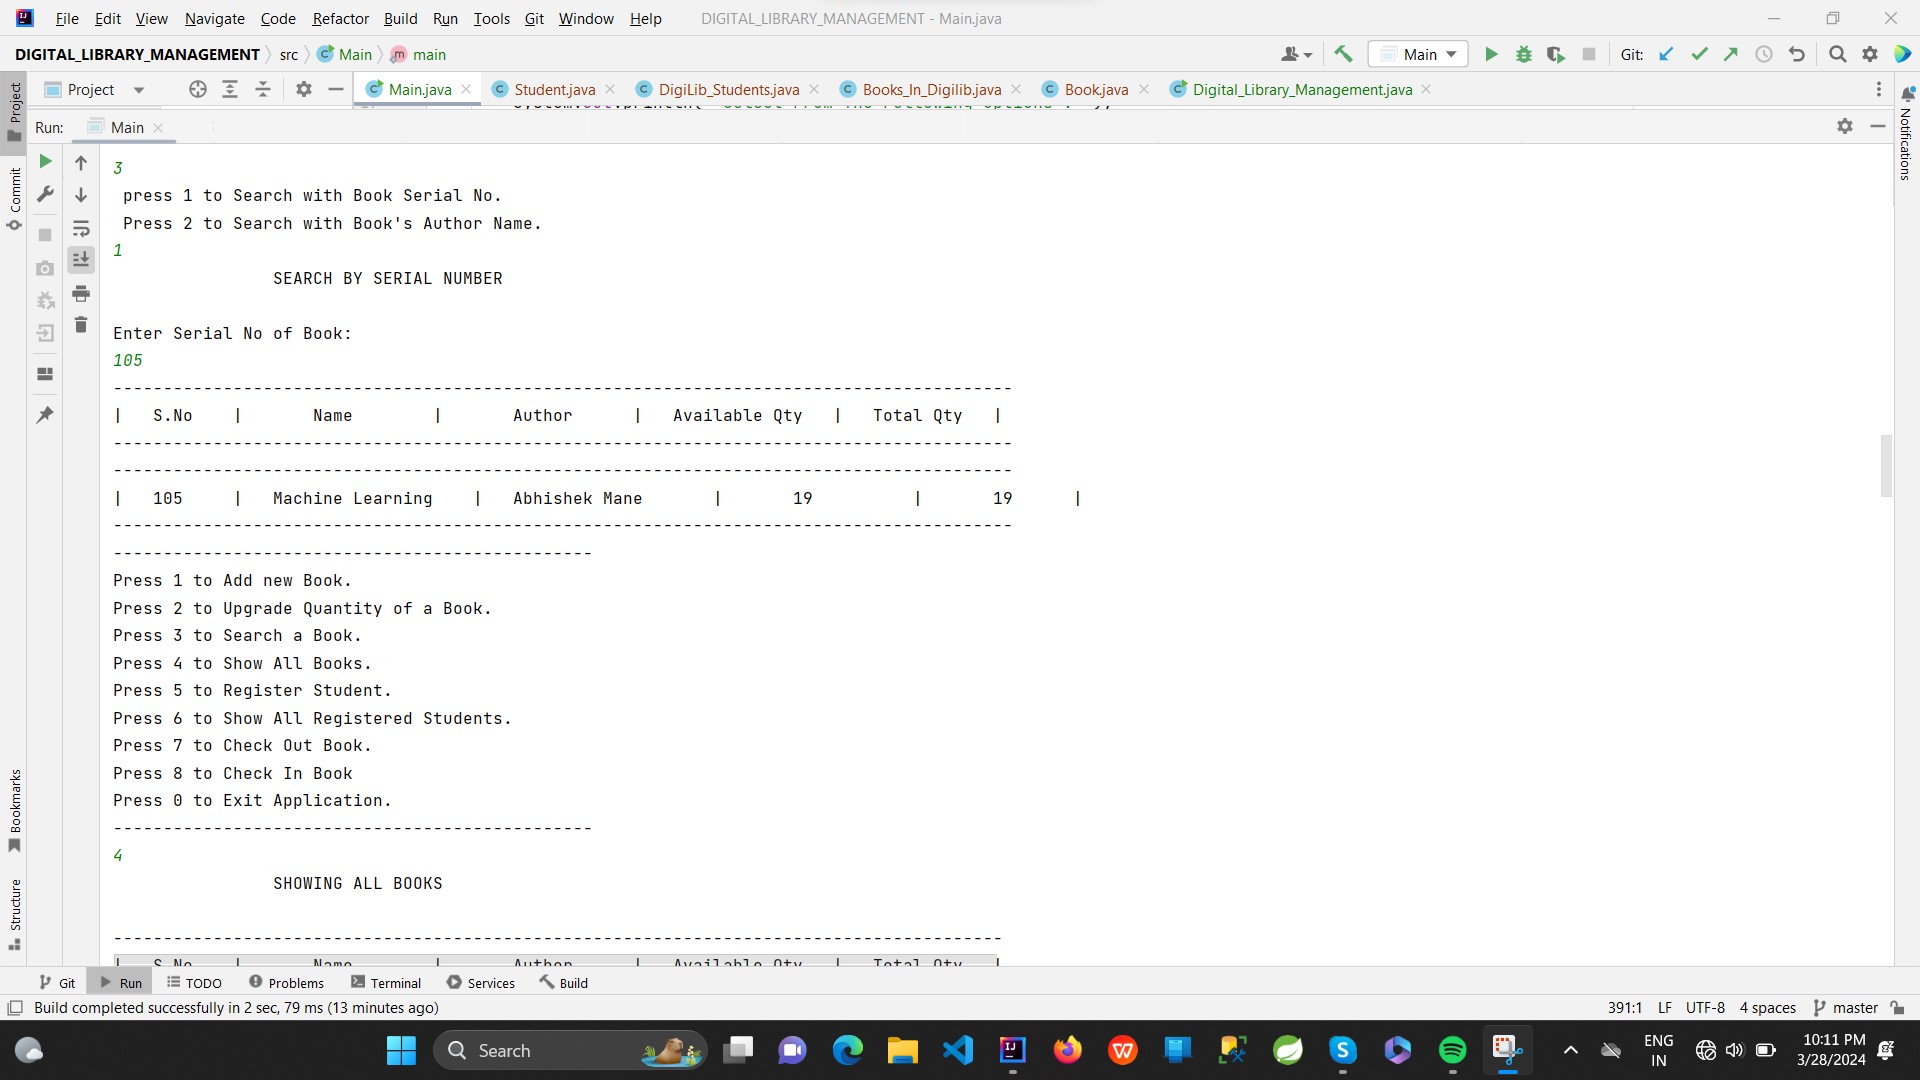 File Edit View Navigate Code Refactor Build Run Tools Git Window Help DIGITAL_LIBRARY_MANAGEMENT - Main.java
DIGITAL_LIBRARY_MANAGEMENT src Main main Main Git:
Project Main.java Student.java DigiLib_Students.java Books_In_Digilib.java Book.java Digital_Library_Management.java
Run: Main
Project
Commit
Bookmarks
Structure
Notifications
3
press 1 to Search with Book Serial No.
Press 2 to Search with Book's Author Name.
1
SEARCH BY SERIAL NUMBER
Enter Serial No of Book:
105
------------------------------------------------------------------------------------------
| S.No | Name | Author | Available Qty | Total Qty |
------------------------------------------------------------------------------------------
------------------------------------------------------------------------------------------
| 105 | Machine Learning | Abhishek Mane | 19 | 19 |
------------------------------------------------------------------------------------------
------------------------------------------------
Press 1 to Add new Book.
Press 2 to Upgrade Quantity of a Book.
Press 3 to Search a Book.
Press 4 to Show All Books.
Press 5 to Register Student.
Press 6 to Show All Registered Students.
Press 7 to Check Out Book.
Press 8 to Check In Book
Press 0 to Exit Application.
------------------------------------------------
4
SHOWING ALL BOOKS
-----------------------------------------------------------------------------------------
| S.No | Name | Author | Available Qty | Total Qty |
Git Run TODO Problems Terminal Services Build
Build completed successfully in 2 sec, 79 ms (13 minutes ago) 391:1 LF UTF-8 4 spaces master
Search ENG IN 10:11 PM 3/28/2024